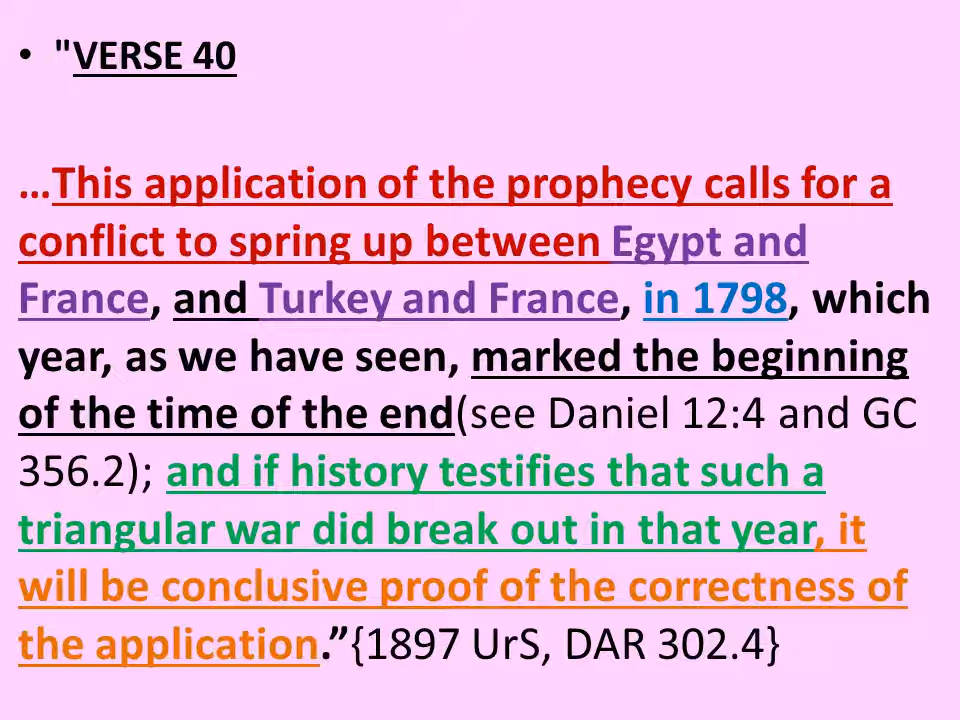 • "VERSE 40
…This application of the prophecy calls for a
conflict to spring up between Egypt and
France, and Turkey and France, in 1798, which
year, as we have seen, marked the beginning
of the time of the end(see Daniel 12:4 and GC
356.2); and if history testifies that such a
triangular war did break out in that year, it
will be conclusive proof of the correctness of
the application.”{1897 UrS, DAR 302.4}